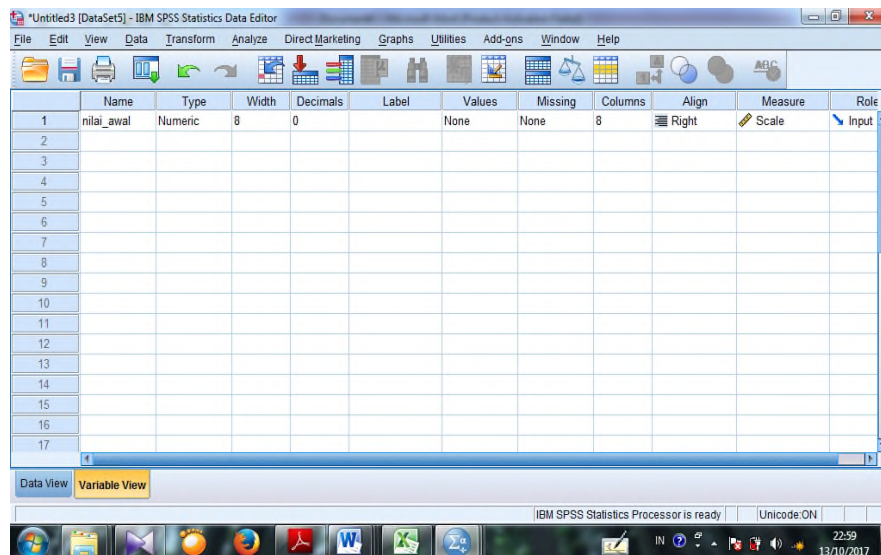 *Untitled3 [DataSet5] - IBM SPSS Statistics Data Editor
File Edit View Data Transform Analyze Direct Marketing Graphs Utilities Add-ons Window Help
Name Type Width Decimals Label Values Missing Columns Align Measure Role
1 nilai_awal Numeric 8 0 None None 8 Right Scale Input
2
3
4
5
6
7
8
9
10
11
12
13
14
15
16
17
Data View Variable View
IBM SPSS Statistics Processor is ready Unicode:ON
IN 22:59
13/10/2017